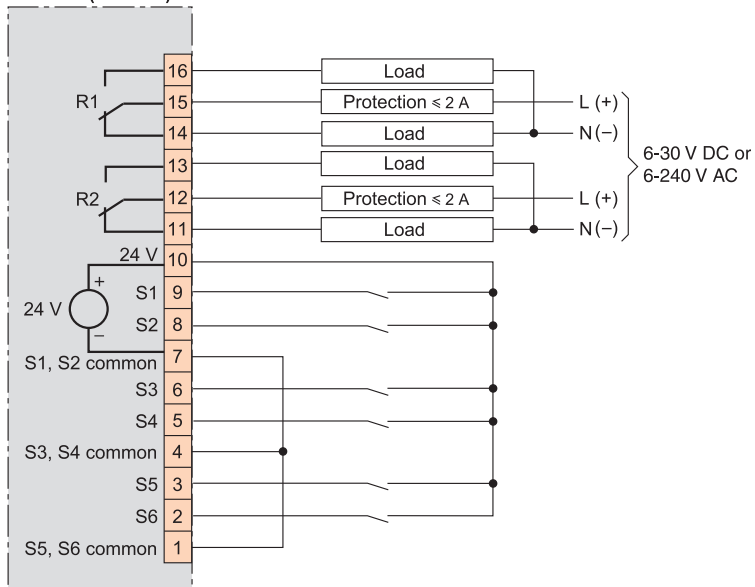 16 Load
R1 15 Protection ≤ 2 A L (+)
14 Load N (−)
13 Load
6-30 V DC or
6-240 V AC
R2 12 Protection ≤ 2 A L (+)
11 Load N (−)
24 V 10
+
S1 9
24 V
S2 8
−
7
S1, S2 common
S3 6
S4 5
S3, S4 common 4
S5 3
S6 2
S5, S6 common 1